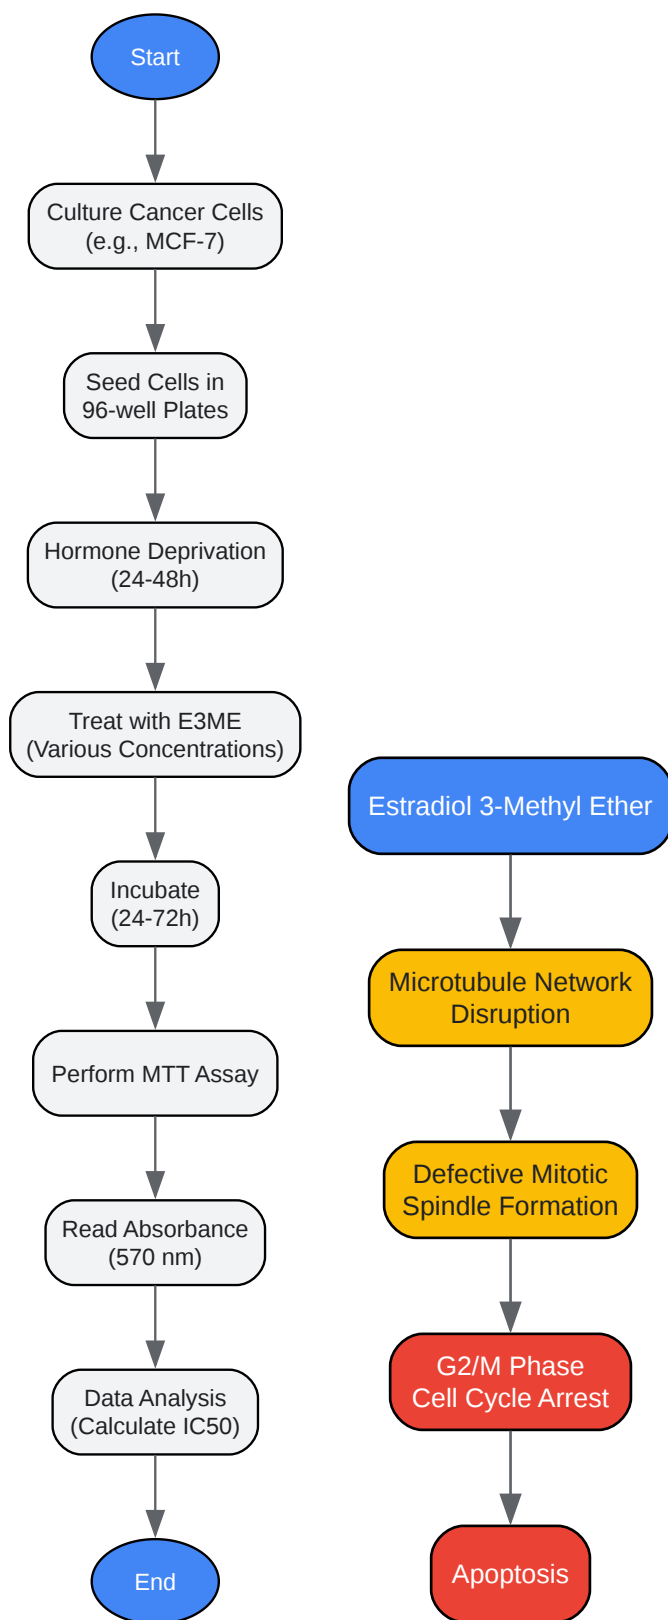 Start
Culture Cancer Cells
(e.g., MCF-7)
Seed Cells in
96-well Plates
Hormone Deprivation
(24-48h)
Treat with E3ME
(Various Concentrations)
Incubate
(24-72h)
Perform MTT Assay
Read Absorbance
(570 nm)
Data Analysis
(Calculate IC50)
End
Estradiol 3-Methyl Ether
Microtubule Network
Disruption
Defective Mitotic
Spindle Formation
G2/M Phase
Cell Cycle Arrest
Apoptosis